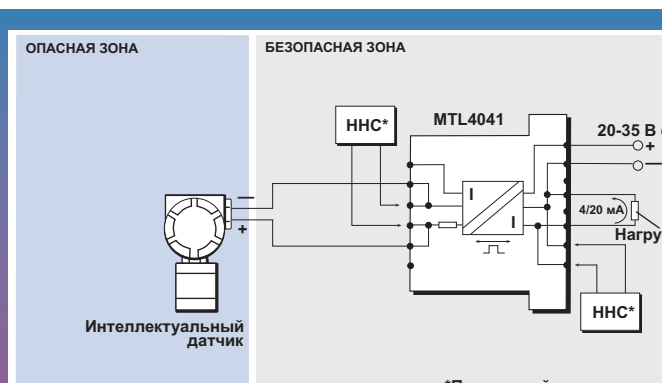 ОПАСНАЯ ЗОНА
БЕЗОПАСНАЯ ЗОНА
ННС*
MTL4041
20-35 В
+
—
I
I
4/20 мА
—
+
ННС*
Интеллектуальный
датчик